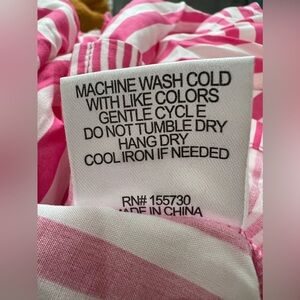 MACHINE WASH COLD
WITH LIKE COLORS
GENTLE CYCLE
DO NOT TUMBLE DRY
HANG DRY
COOL IRON IF NEEDED
RN# 155730
MADE IN CHINA